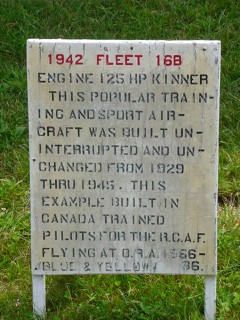 1942 FLEET 16B
ENGINE 125 HP KINNER
THIS POPULAR TRAIN-
ING AND SPORT AIR-
CRAFT WAS BUILT UN-
INTERRUPTED AND UN-
CHANGED FROM 1929
THRU 1945. THIS
EXAMPLE BUILT IN
CANADA TRAINED
PILOTS FOR THE R.C.A.F.
FLYING AT O.R.A. 1966-
BLUE & YELLOW 86.